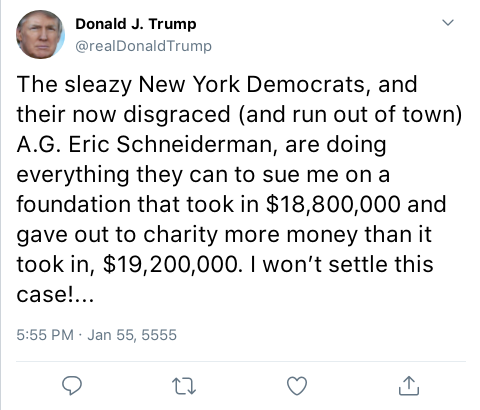 Donald J. Trump
@realDonaldTrump
The sleazy New York Democrats, and
their now disgraced (and run out of town)
A.G. Eric Schneiderman, are doing
everything they can to sue me on a
foundation that took in $18,800,000 and
gave out to charity more money than it
took in, $19,200,000. I won’t settle this
case!...
5:55 PM · Jan 55, 5555